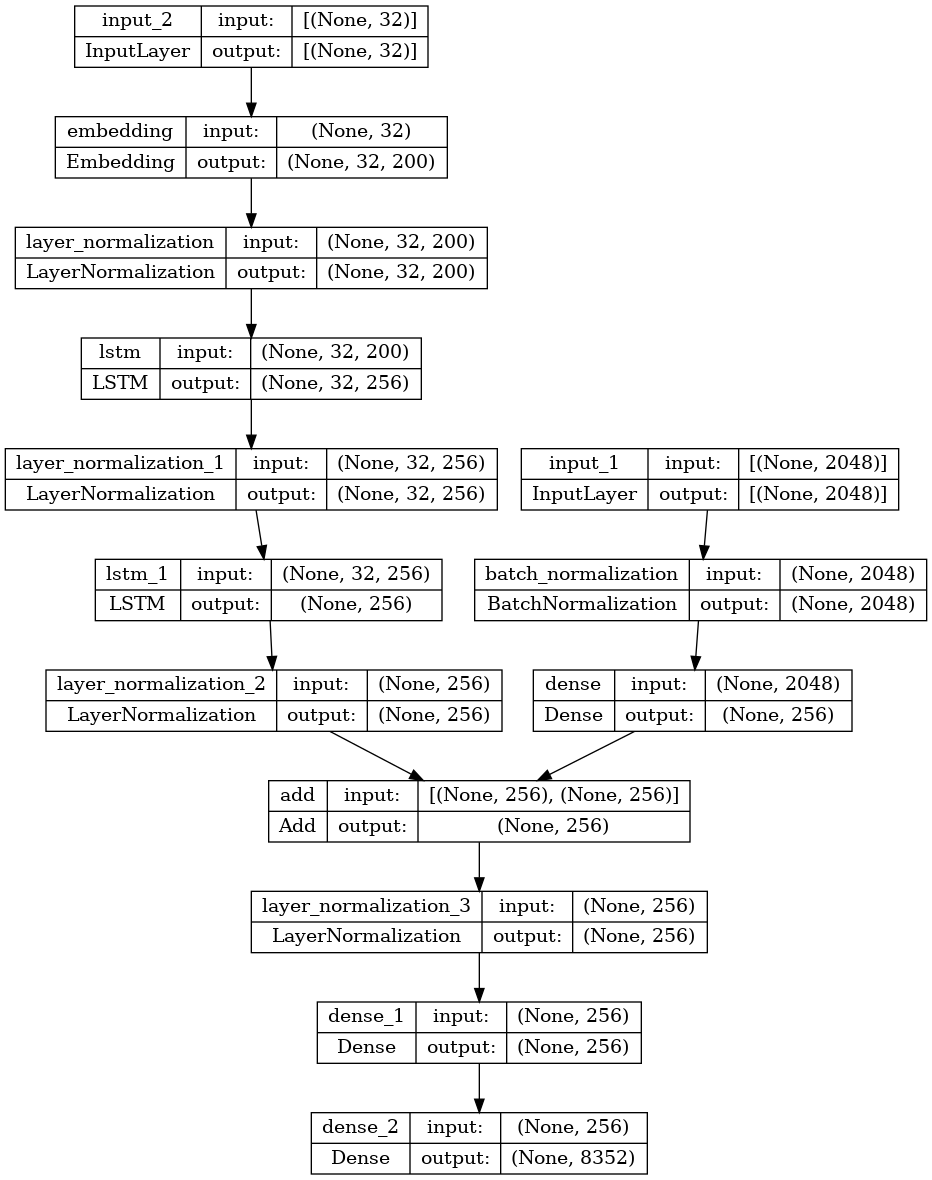 input_2 input: [(None, 32)]
InputLayer output: [(None, 32)]
embedding input: (None, 32)
Embedding output: (None, 32, 200)
layer_normalization input: (None, 32, 200)
LayerNormalization output: (None, 32, 200)
lstm input: (None, 32, 200)
LSTM output: (None, 32, 256)
layer_normalization_1 input: (None, 32, 256)
LayerNormalization output: (None, 32, 256)
input_1 input: [(None, 2048)]
InputLayer output: [(None, 2048)]
lstm_1 input: (None, 32, 256)
LSTM output: (None, 256)
batch_normalization input: (None, 2048)
BatchNormalization output: (None, 2048)
layer_normalization_2 input: (None, 256)
LayerNormalization output: (None, 256)
dense input: (None, 2048)
Dense output: (None, 256)
add input: [(None, 256), (None, 256)]
Add output: (None, 256)
layer_normalization_3 input: (None, 256)
LayerNormalization output: (None, 256)
dense_1 input: (None, 256)
Dense output: (None, 256)
dense_2 input: (None, 256)
Dense output: (None, 8352)